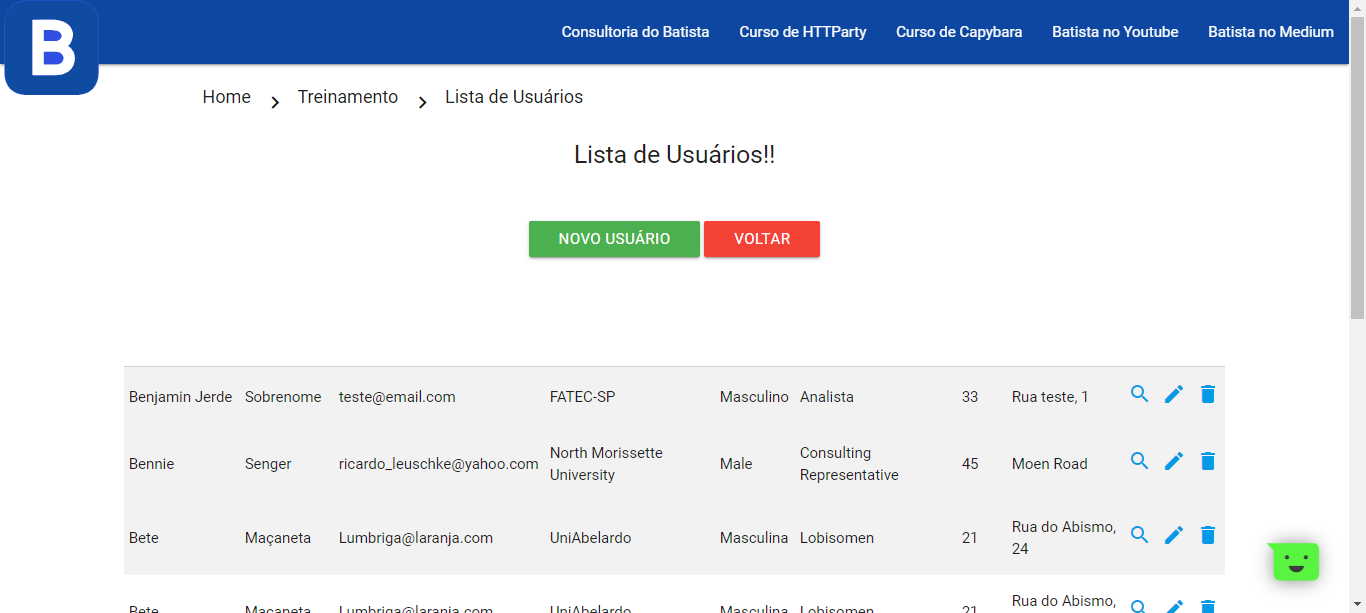 B
Consultoria do Batista Curso de HTTParty Curso de Capybara Batista no Youtube Batista no Medium
Home Treinamento Lista de Usuários
Lista de Usuários!!
NOVO USUÁRIO VOLTAR
Benjamin Jerde Sobrenome teste@email.com FATEC-SP Masculino Analista 33 Rua teste, 1
Bennie Senger ricardo_leuschke@yahoo.com North Morissette University Male Consulting Representative 45 Moen Road
Bete Maçaneta Lumbriga@laranja.com UniAbelardo Masculina Lobisomen 21 Rua do Abismo, 24
Bete Maçaneta Lumbriga@laranja.com UniAbelardo Masculina Lobisomen 21 Rua do Abismo,